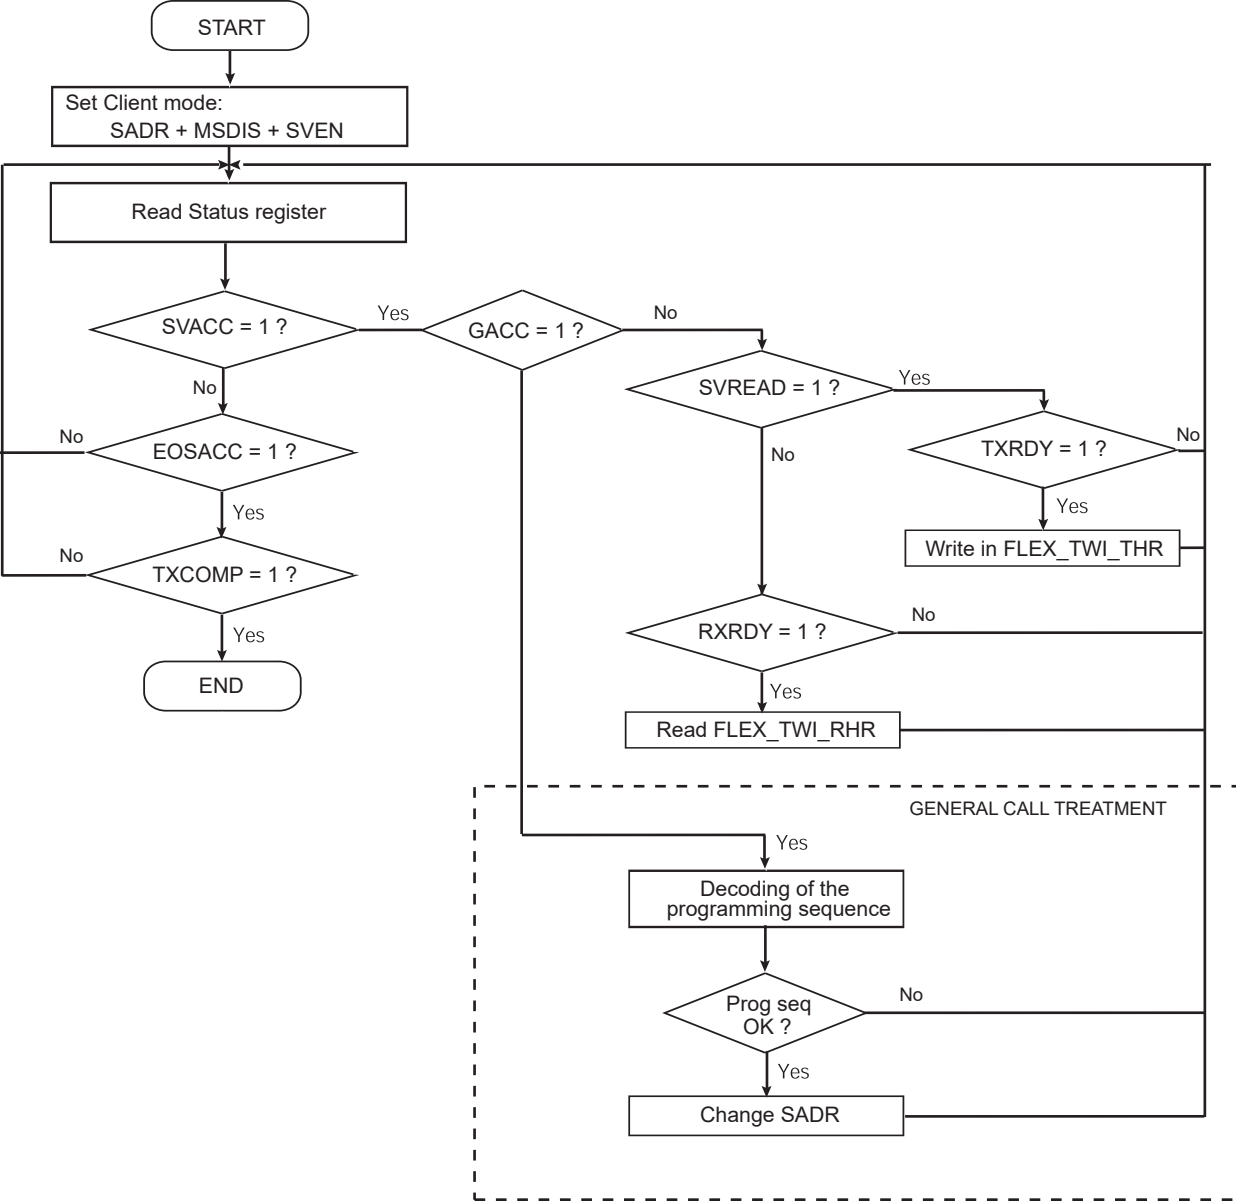 START
Set Client mode:
SADR + MSDIS + SVEN
Read Status register
SVACC = 1 ?
Yes
GACC = 1 ?
No
SVREAD = 1 ?
Yes
No
TXRDY = 1 ?
No
Yes
Write in FLEX_TWI_THR
No
EOSACC = 1 ?
No
Yes
TXCOMP = 1 ?
No
Yes
END
RXRDY = 1 ?
No
Yes
Read FLEX_TWI_RHR
GENERAL CALL TREATMENT
Yes
Decoding of the
programming sequence
Prog seq
OK ?
No
Yes
Change SADR